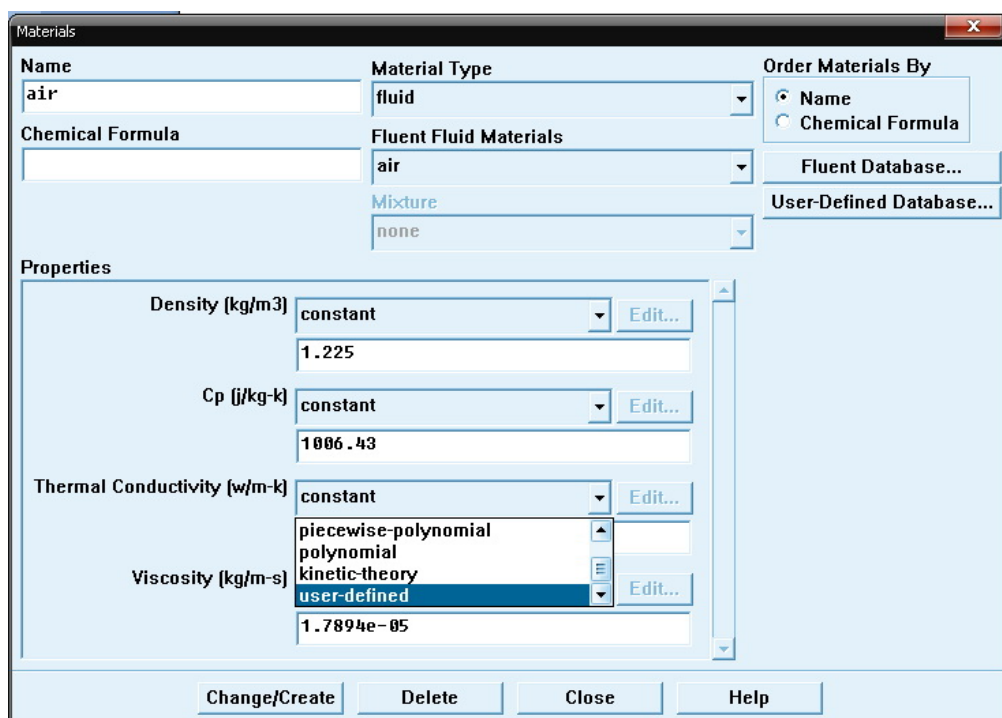 Materials
Name
air
Material Type
fluid
Order Materials By
Name
Chemical Formula
Chemical Formula
Fluent Fluid Materials
air
Fluent Database...
User-Defined Database...
Mixture
none
Properties
Density (kg/m3)
constant
Edit...
1.225
Cp (j/kg-k)
constant
Edit...
1006.43
Thermal Conductivity (w/m-k)
constant
Edit...
piecewise-polynomial
polynomial
kinetic-theory
user-defined
Viscosity (kg/m-s)
Edit...
1.7894e-05
Change/Create
Delete
Close
Help